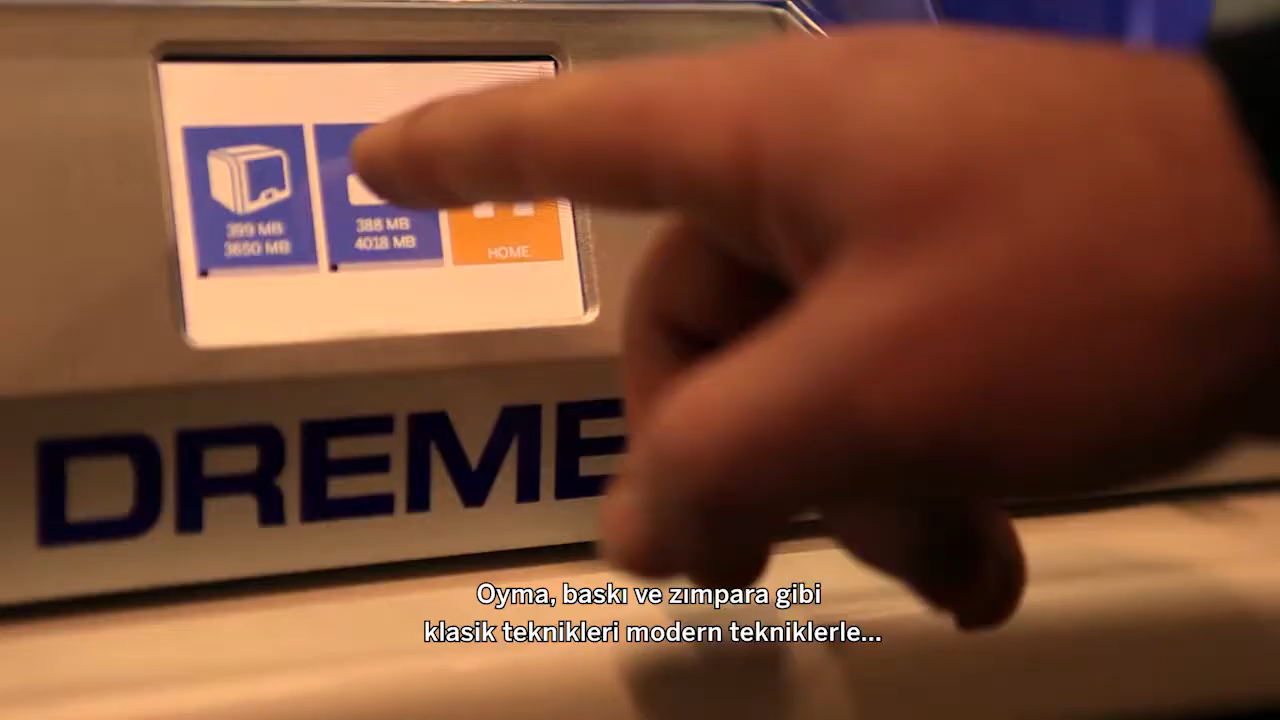 399 MB
3650 MB
388 MB
4018 MB
HOME
DREME
Oyma, baskı ve zımpara gibi
klasik teknikleri modern tekniklerle...